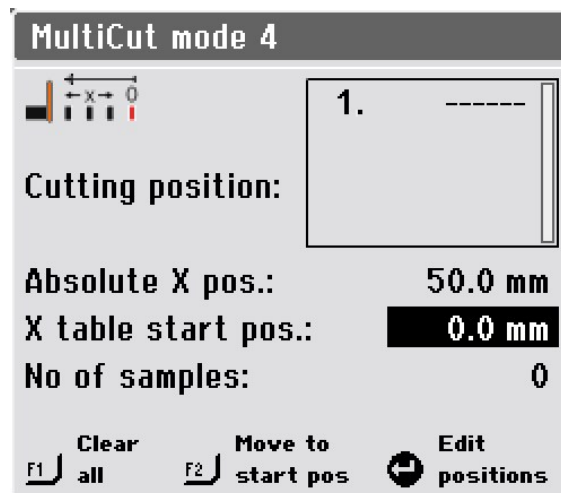 MultiCut mode 4
←x→ 0
1. ------
Cutting position:
Absolute X pos.: 50.0 mm
X table start pos.: 0.0 mm
No of samples: 0
F1 Clear all
F2 Move to start pos
Edit positions